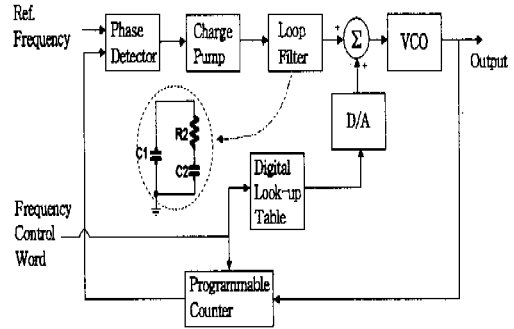 Ref.
Frequency
Phase
Detector
Charge
Pump
Loop
Filter
+
Σ
+
VCO
Output
D/A
R2
C1
C2
Digital
Look-up
Table
Frequency
Control
Word
Programmable
Counter